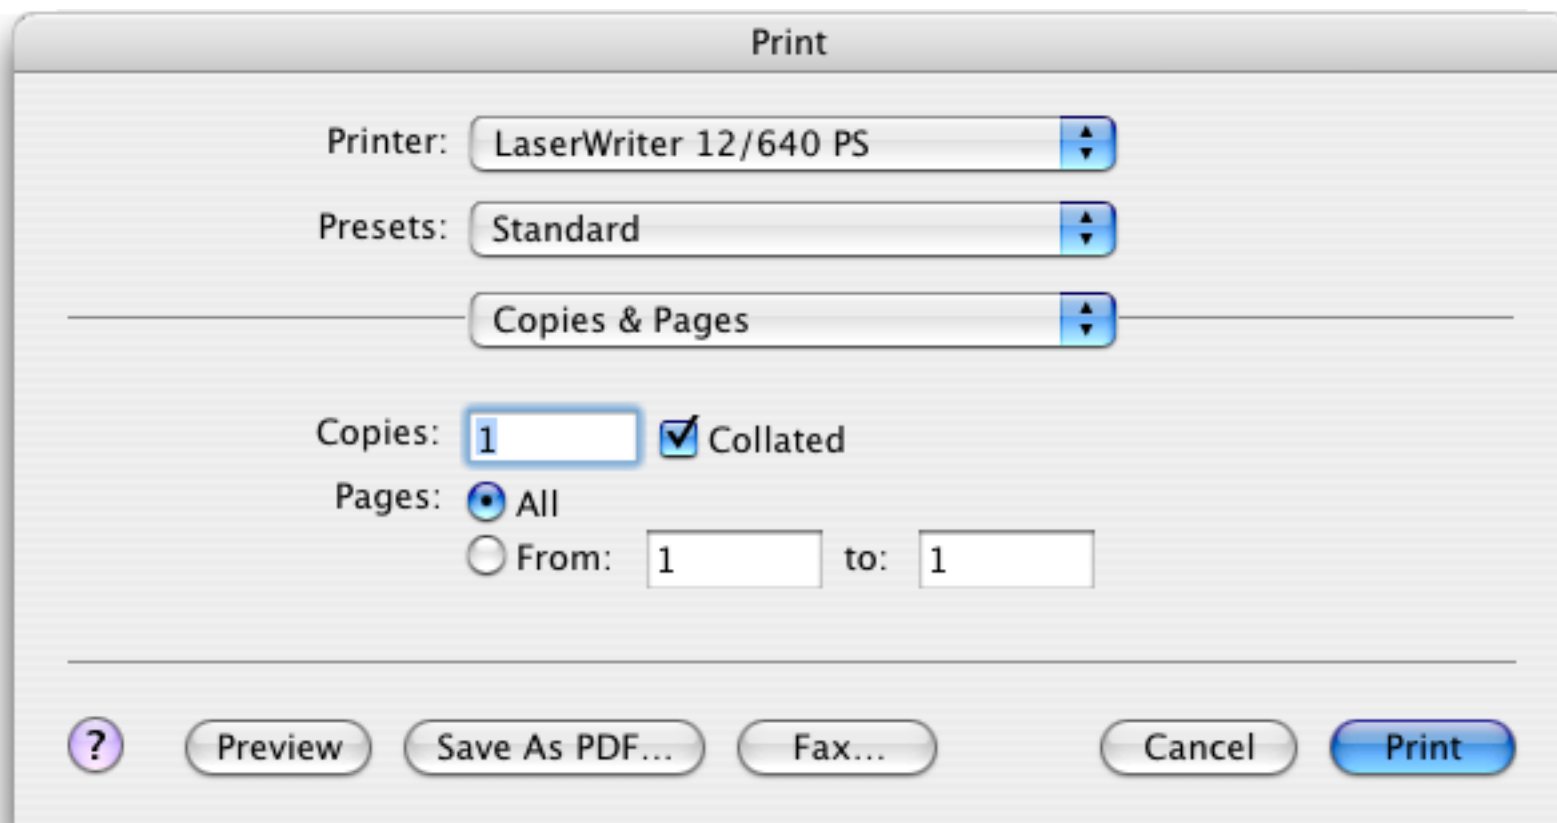 Print
Printer: LaserWriter 12/640 PS
Presets: Standard
Copies & Pages
Copies: 1 Collated
Pages: All
From: 1 to: 1
? Preview Save As PDF... Fax... Cancel Print